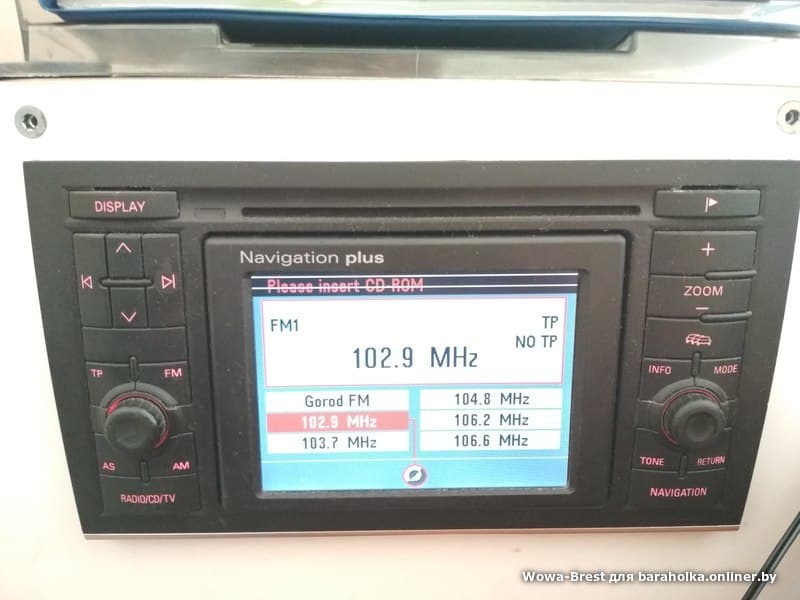 DISPLAY
Navigation plus
Please insert CD-ROM
FM1
TP
NO TP
102.9 MHz
Gorod FM
102.9 MHz
103.7 MHz
104.8 MHz
106.2 MHz
106.6 MHz
TP
FM
AS
AM
RADIO/CD/TV
+
ZOOM
−
INFO
MODE
TONE
RETURN
NAVIGATION
Wowa-Brest для baraholka.onliner.by